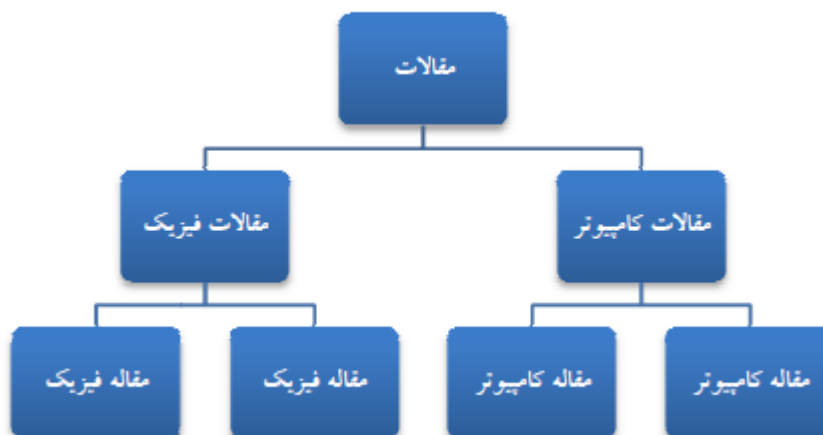 مقالات
مقالات کامپیوتر
مقالات فیزیک
مقاله کامپیوتر
مقاله کامپیوتر
مقاله فیزیک
مقاله فیزیک